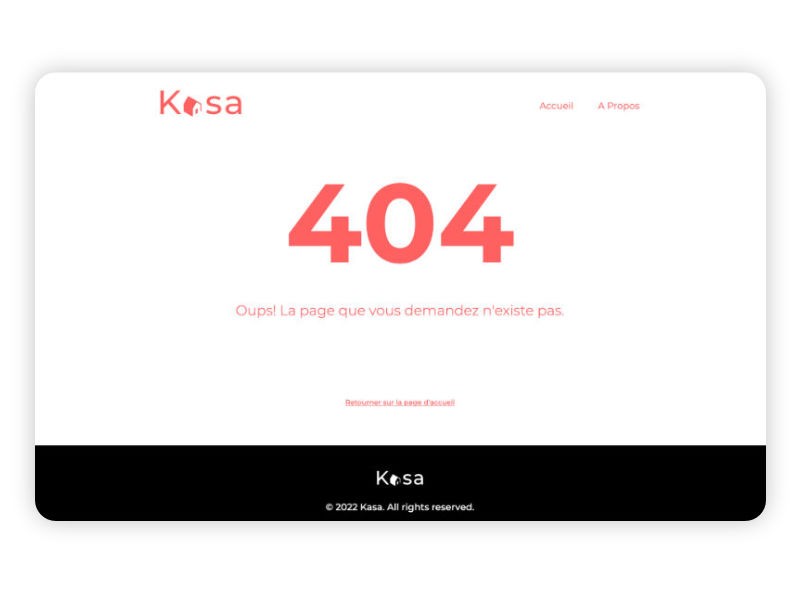 Kasa
Accueil A Propos
404
Oups! La page que vous demandez n'existe pas.
Retourner sur la page d'accueil
Kasa
© 2022 Kasa. All rights reserved.